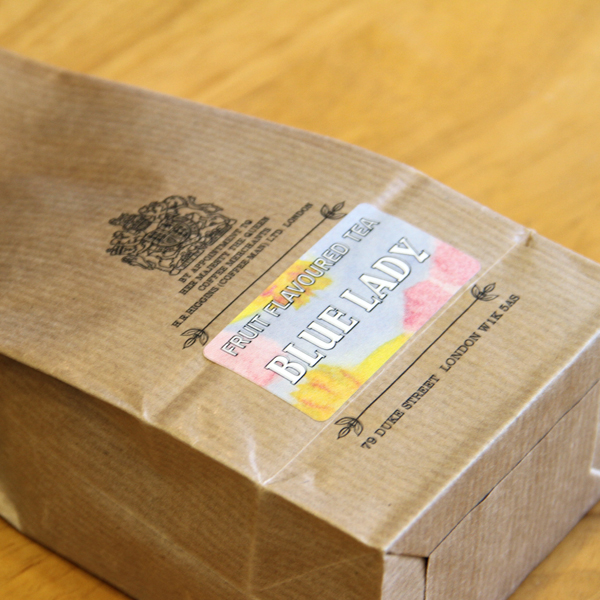 BY APPOINTMENT TO
HER MAJESTY THE QUEEN
COFFEE MERCHANTS
H.R.HIGGINS (COFFEE-MAN) LTD. LONDON
FRUIT FLAVOURED TEA
BLUE LADY
79 DUKE STREET LONDON W1K 5AS